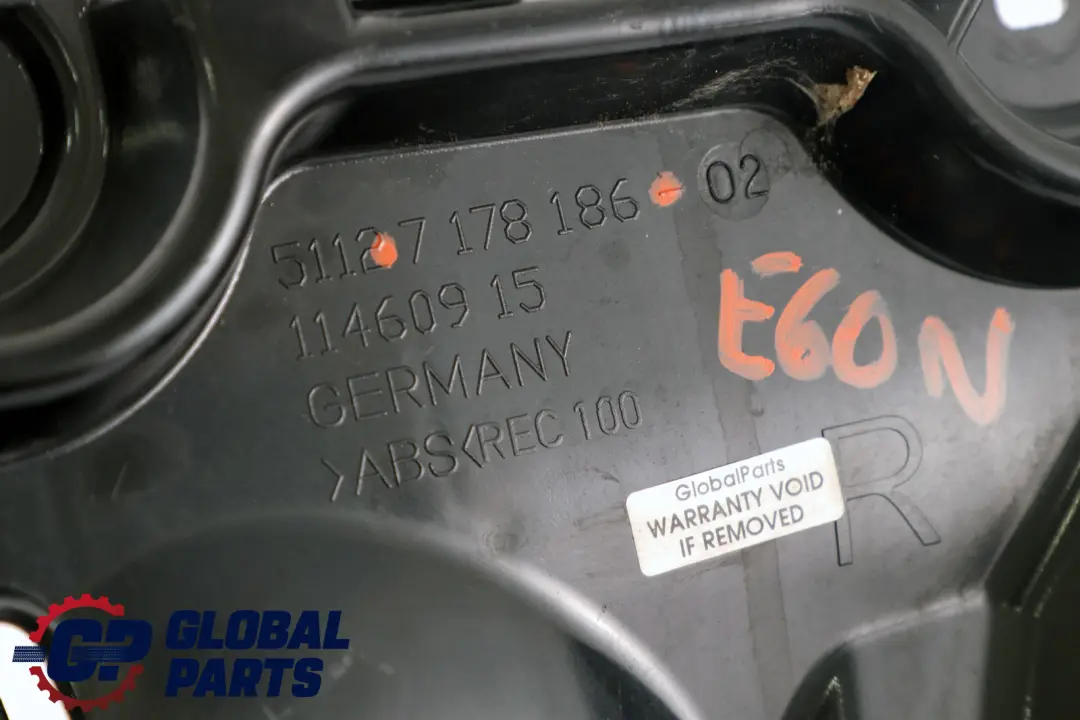 5112 7 178 186 - 02
114609 15
GERMANY
>ABS<REC 100
E60N
R
GlobalParts
WARRANTY VOID
IF REMOVED
GP GLOBAL
PARTS